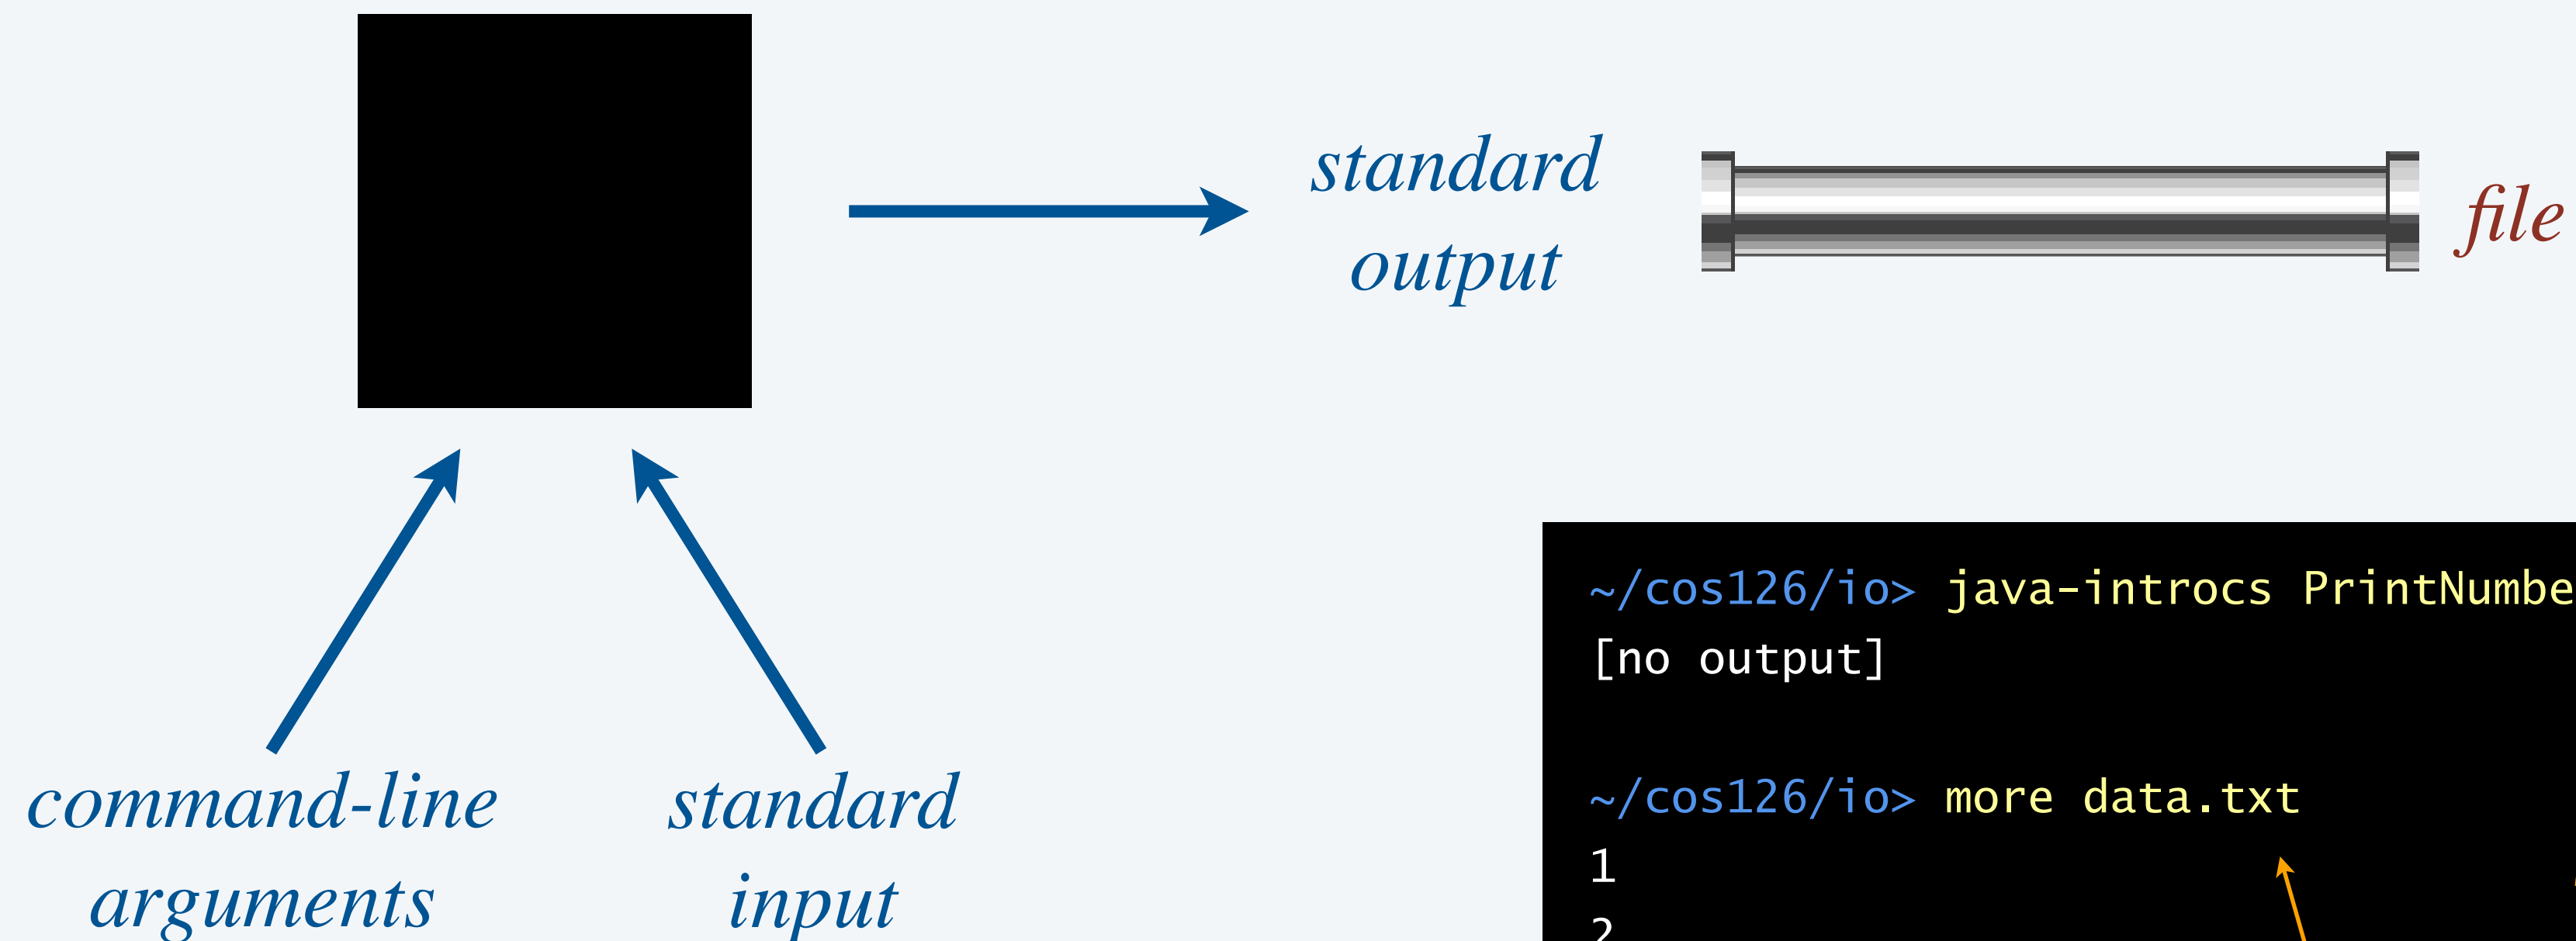 standard
output
file
~/cos126/io> java-introcs
[no output]
~/cos126/io> more data.txt
1
2
command-line
arguments
standard
input